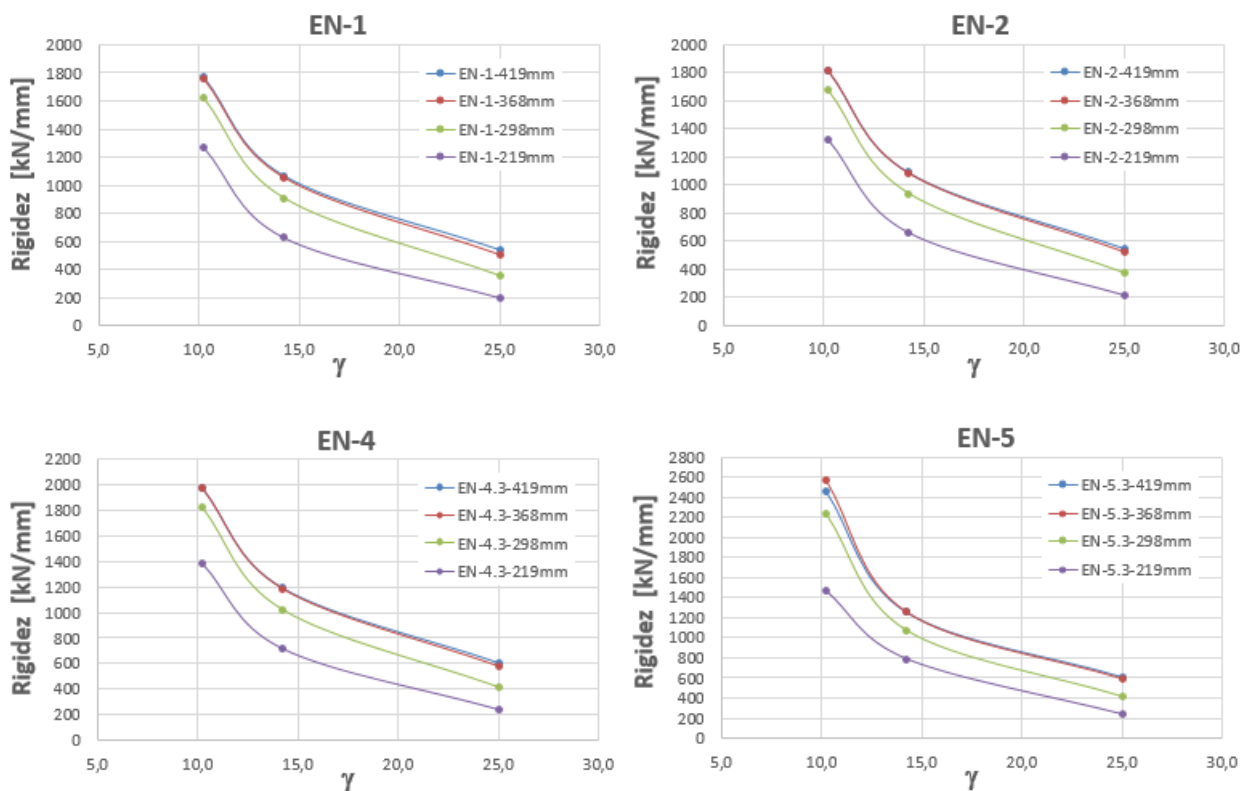 EN-1
Rigidez [kN/mm]
2000
1800
1600
1400
1200
1000
800
600
400
200
0
5,0 10,0 15,0 20,0 25,0 30,0
γ
EN-1-419mm
EN-1-368mm
EN-1-298mm
EN-1-219mm
EN-2
Rigidez [kN/mm]
2000
1800
1600
1400
1200
1000
800
600
400
200
0
5,0 10,0 15,0 20,0 25,0 30,0
γ
EN-2-419mm
EN-2-368mm
EN-2-298mm
EN-2-219mm
EN-4
Rigidez [kN/mm]
2200
2000
1800
1600
1400
1200
1000
800
600
400
200
0
5,0 10,0 15,0 20,0 25,0 30,0
γ
EN-4.3-419mm
EN-4.3-368mm
EN-4.3-298mm
EN-4.3-219mm
EN-5
Rigidez [kN/mm]
2800
2600
2400
2200
2000
1800
1600
1400
1200
1000
800
600
400
200
0
5,0 10,0 15,0 20,0 25,0 30,0
γ
EN-5.3-419mm
EN-5.3-368mm
EN-5.3-298mm
EN-5.3-219mm